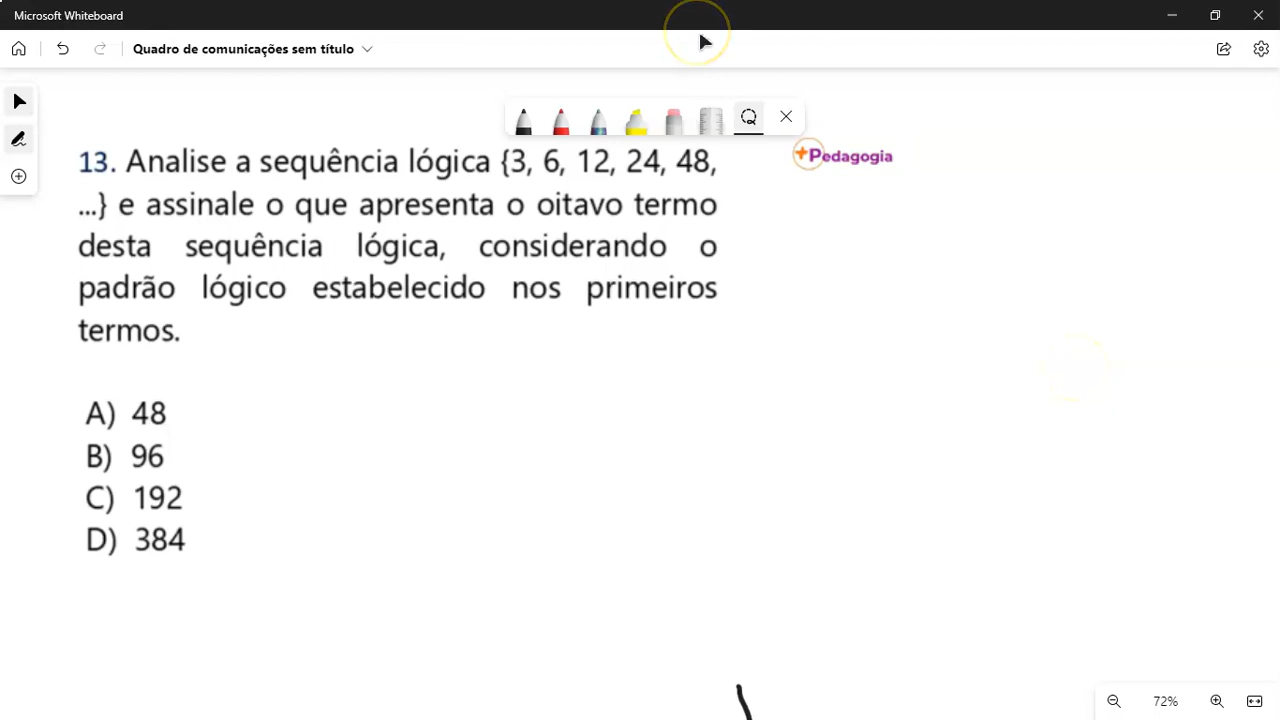 Microsoft Whiteboard
Quadro de comunicações sem título
13. Analise a sequência lógica {3, 6, 12, 24, 48,
...} e assinale o que apresenta o oitavo termo
desta sequência lógica, considerando o
padrão lógico estabelecido nos primeiros
termos.
+Pedagogia
A) 48
B) 96
C) 192
D) 384
72%